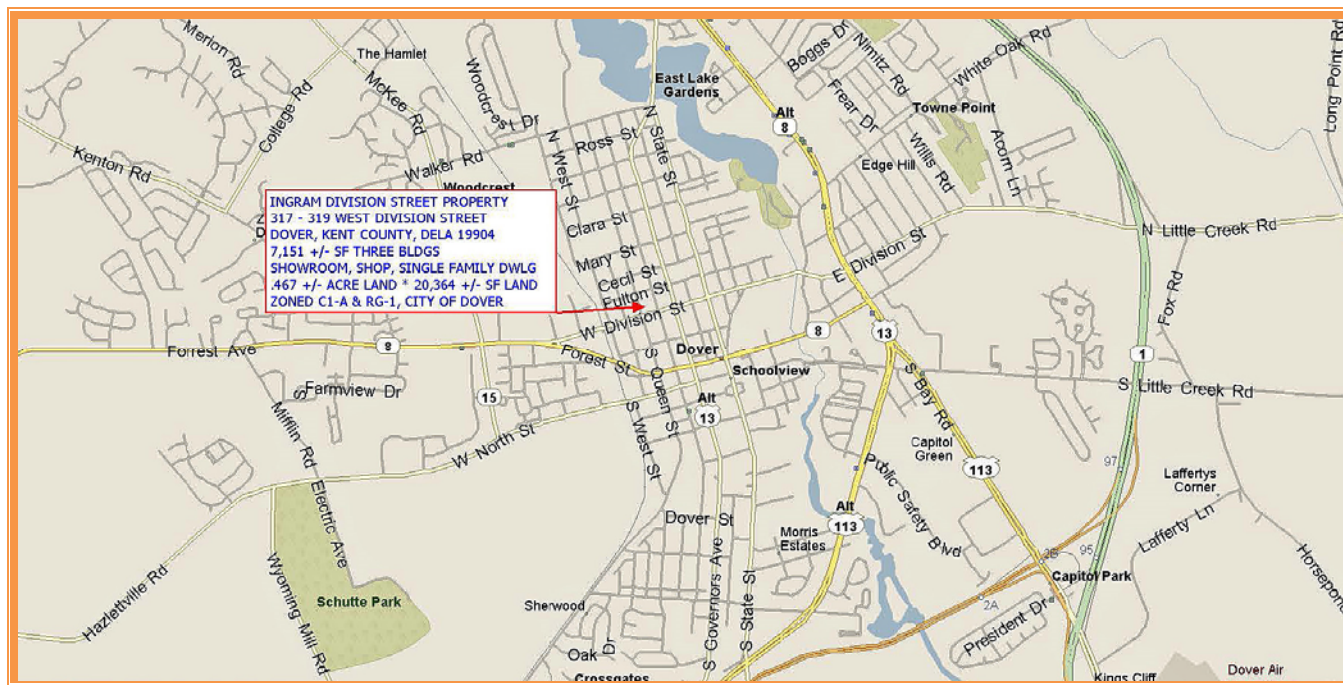 Merlon Rd
The Hamlet
McKee Rd
College Rd
Kenton Rd
Woodcrest Dr
Walker Rd
Woodcrest
N West St
Ross St
N State St
East Lake
Gardens
Alt
8
Boggs Dr
Nimitz Rd
White Oak Rd
Long Point Rd
Frear Dr
Towne Point
Willis Rd
Acorn Ln
Edge Hill
INGRAM DIVISION STREET PROPERTY
317 - 319 WEST DIVISION STREET
DOVER, KENT COUNTY, DELA 19904
7,151 +/- SF THREE BLDGS
SHOWROOM, SHOP, SINGLE FAMILY DWLG
.467 +/- ACRE LAND * 20,364 +/- SF LAND
ZONED C1-A & RG-1, CITY OF DOVER
Clara St
Mary St
Cecil St
Fulton St
W Division St
E Division St
N Little Creek Rd
Fox Rd
Forrest Ave
8
Forest St
Dover
8
13
Schoolview
1
S Little Creek Rd
Farmview Dr
15
S Queen St
Alt
13
S Bay Rd
Mifflin Rd
W North St
S West St
Capitol
Green
113
97
Laffertys
Corner
Electric Ave
Public Safety Blvd
Dover St
Alt
113
Morris
Estates
Lafferty Ln
2B
95
Capitol Park
Horsepond
Hazlettville Rd
Wyoming Mill Rd
Schutte Park
Sherwood
S Governors Ave
S State St
2A
President Dr
Oak
Dr
Crossgates
Kings Cliff
Dover Air